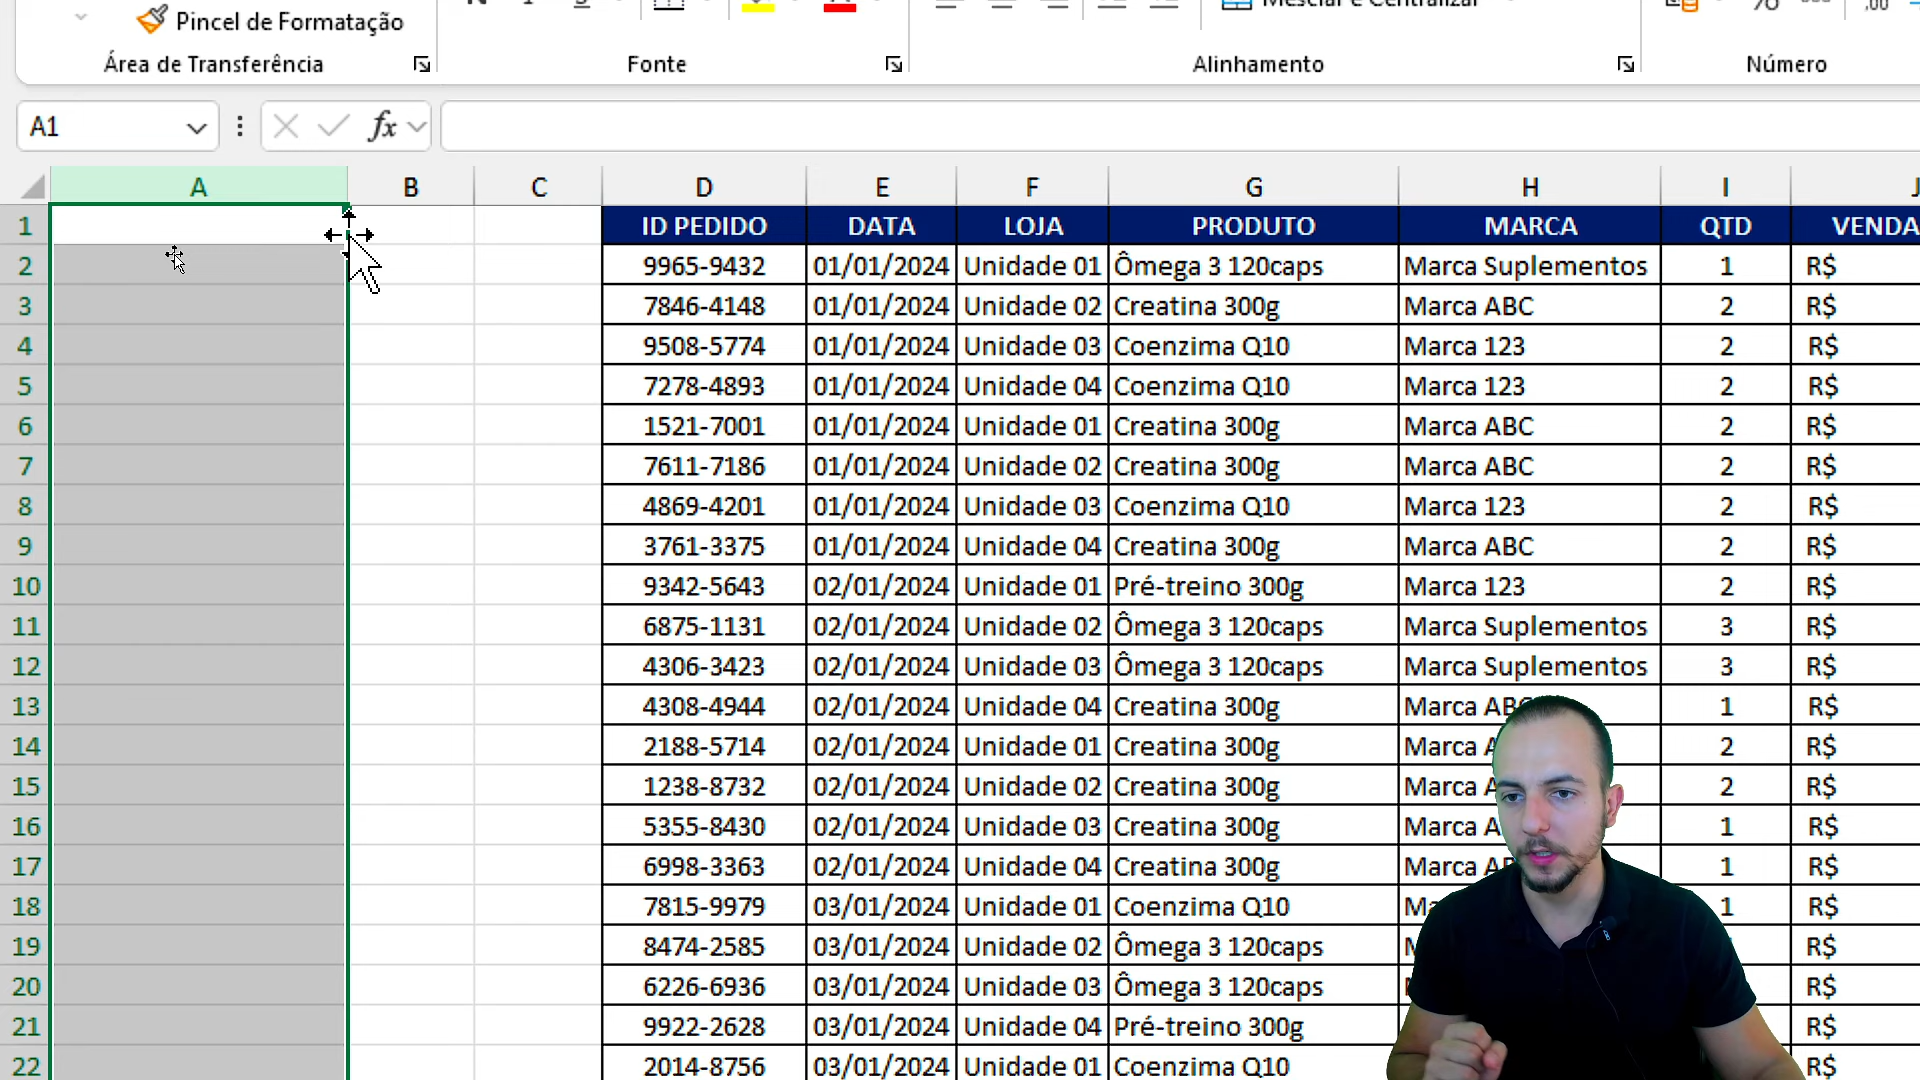 Mesclar e Centralizar
Pincel de Formatação
Área de Transferência Fonte Alinhamento Número
A1 fx
A B C D E F G H I J
1 ID PEDIDO DATA LOJA PRODUTO MARCA QTD VENDA
2 9965-9432 01/01/2024 Unidade 01 Ômega 3 120caps Marca Suplementos 1 R$
3 7846-4148 01/01/2024 Unidade 02 Creatina 300g Marca ABC 2 R$
4 9508-5774 01/01/2024 Unidade 03 Coenzima Q10 Marca 123 2 R$
5 7278-4893 01/01/2024 Unidade 04 Coenzima Q10 Marca 123 2 R$
6 1521-7001 01/01/2024 Unidade 01 Creatina 300g Marca ABC 2 R$
7 7611-7186 01/01/2024 Unidade 02 Creatina 300g Marca ABC 2 R$
8 4869-4201 01/01/2024 Unidade 03 Coenzima Q10 Marca 123 2 R$
9 3761-3375 01/01/2024 Unidade 04 Creatina 300g Marca ABC 2 R$
10 9342-5643 02/01/2024 Unidade 01 Pré-treino 300g Marca 123 2 R$
11 6875-1131 02/01/2024 Unidade 02 Ômega 3 120caps Marca Suplementos 3 R$
12 4306-3423 02/01/2024 Unidade 03 Ômega 3 120caps Marca Suplementos 3 R$
13 4308-4944 02/01/2024 Unidade 04 Creatina 300g Marca ABC 1 R$
14 2188-5714 02/01/2024 Unidade 01 Creatina 300g Marca 2 R$
15 1238-8732 02/01/2024 Unidade 02 Creatina 300g Marca 2 R$
16 5355-8430 02/01/2024 Unidade 03 Creatina 300g Marca 1 R$
17 6998-3363 02/01/2024 Unidade 04 Creatina 300g Marca 1 R$
18 7815-9979 03/01/2024 Unidade 01 Coenzima Q10 1 R$
19 8474-2585 03/01/2024 Unidade 02 Ômega 3 120caps R$
20 6226-6936 03/01/2024 Unidade 03 Ômega 3 120caps R$
21 9922-2628 03/01/2024 Unidade 04 Pré-treino 300g R$
22 2014-8756 03/01/2024 Unidade 01 Coenzima Q10 R$